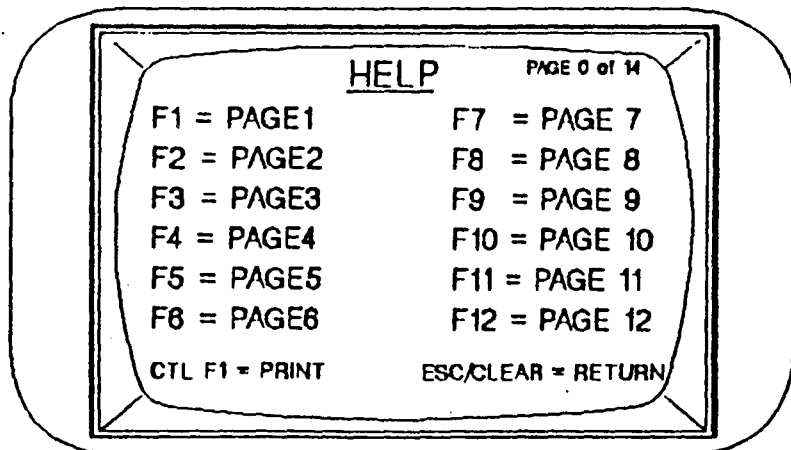 HELP PAGE 0 of 14
F1 = PAGE1 F7 = PAGE 7
F2 = PAGE2 F8 = PAGE 8
F3 = PAGE3 F9 = PAGE 9
F4 = PAGE4 F10 = PAGE 10
F5 = PAGE5 F11 = PAGE 11
F6 = PAGE6 F12 = PAGE 12
CTL F1 = PRINT ESC/CLEAR = RETURN